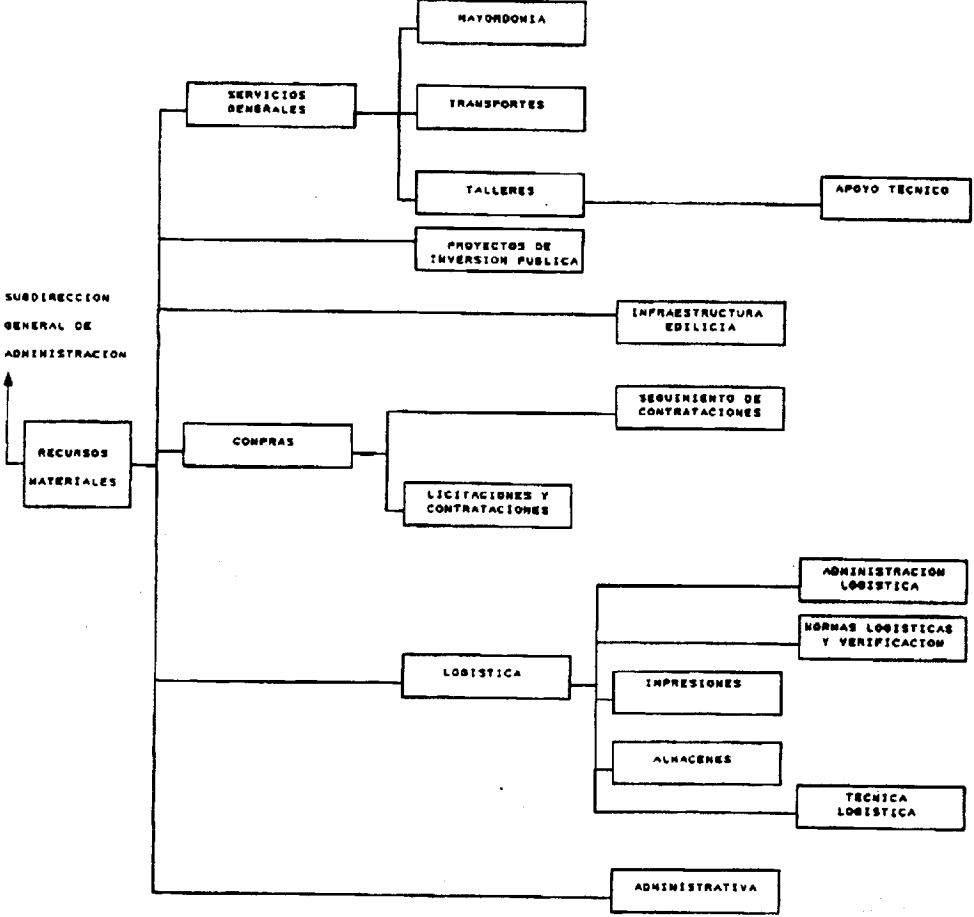 MAYORDOMIA
SERVICIOS
GENERALES
TRANSPORTES
TALLERES
APOYO TECNICO
PROYECTOS DE
INVERSION PUBLICA
SUBDIRECCION
GENERAL DE
ADMINISTRACION
INFRAESTRUCTURA
EDILICIA
RECURSOS
MATERIALES
COMPRAS
SEGUIMIENTO DE
CONTRATACIONES
LICITACIONES Y
CONTRATACIONES
LOGISTICA
ADMINISTRACION
LOGISTICA
NORMAS LOGISTICAS
Y VERIFICACION
IMPRESIONES
ALMACENES
TECNICA
LOGISTICA
ADMINISTRATIVA